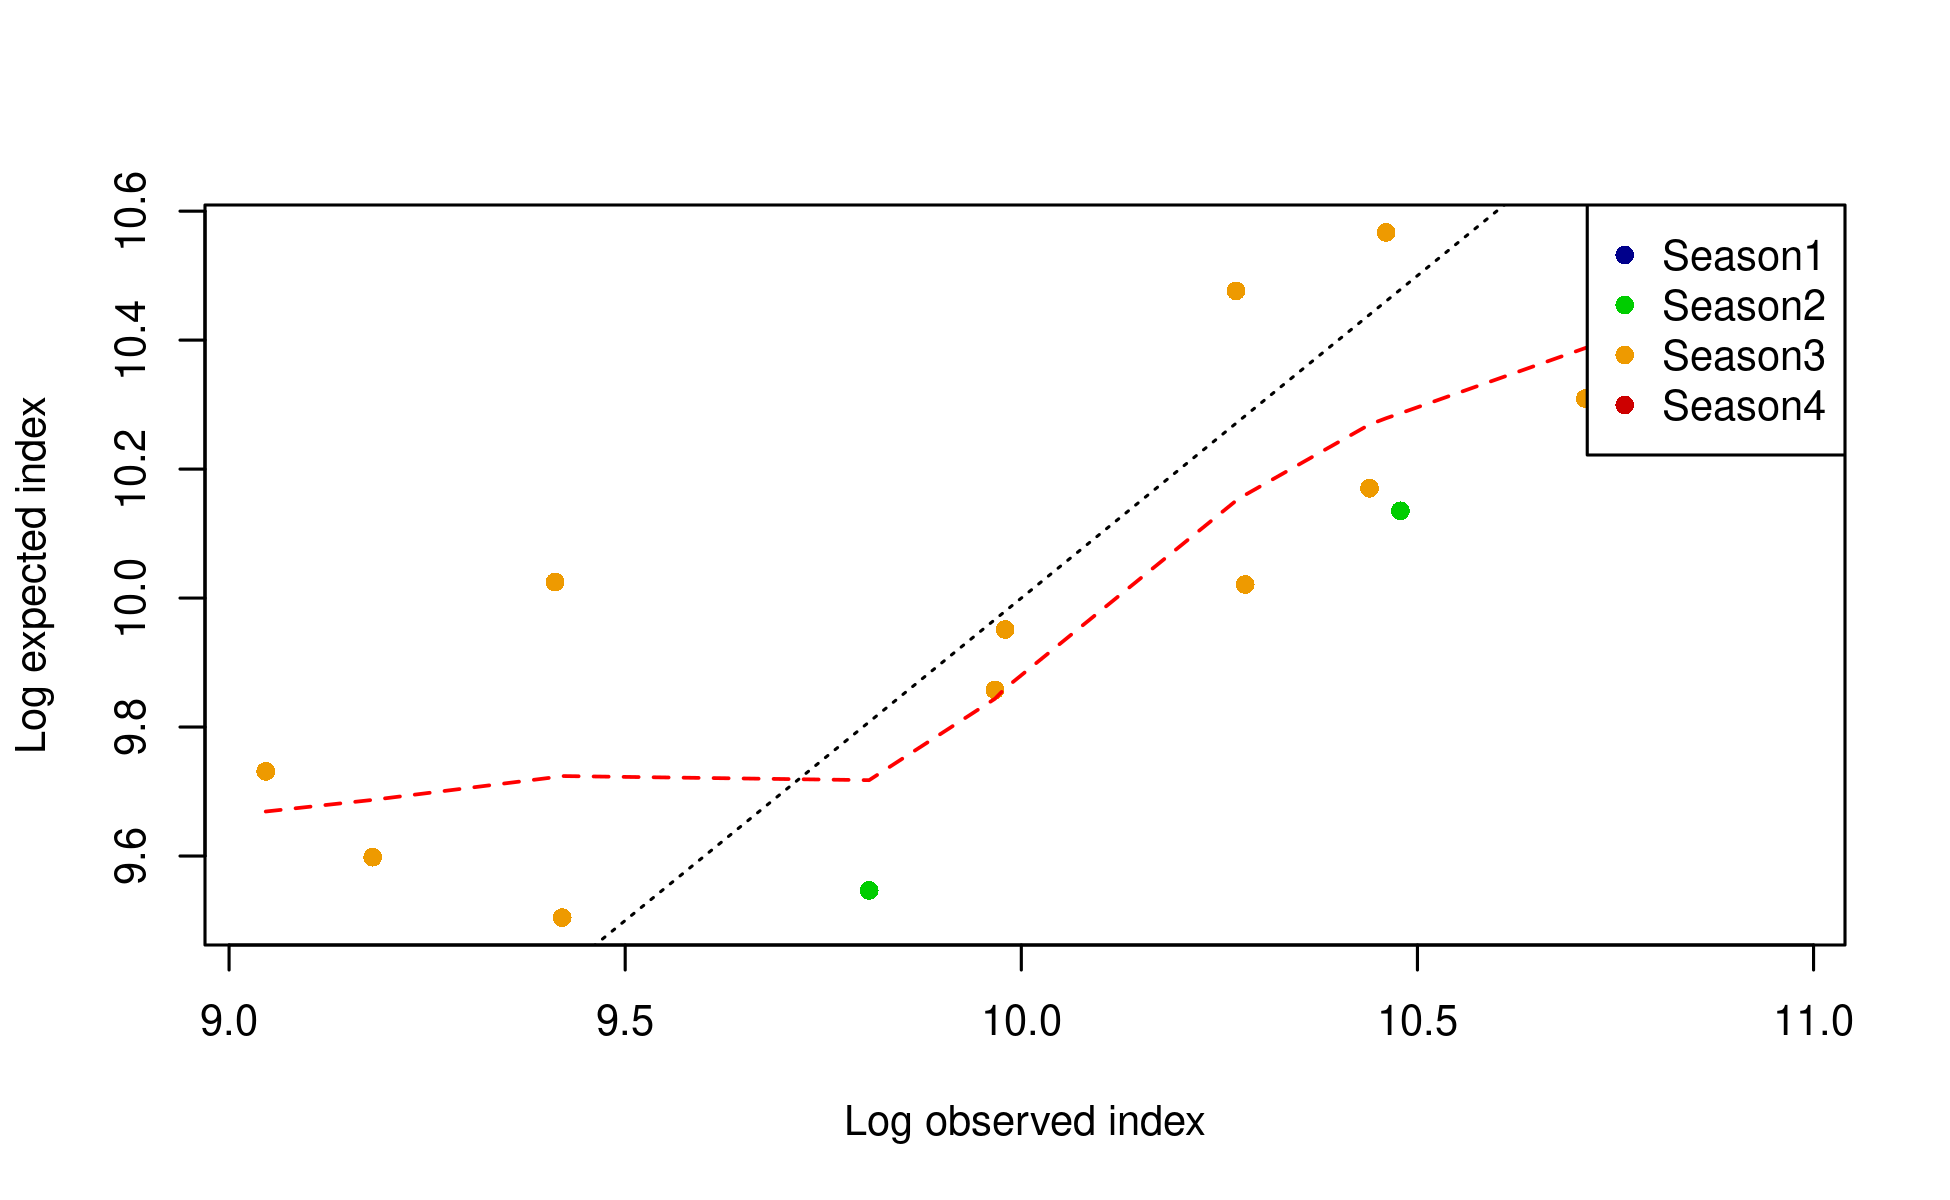 Log expected index
10.6
10.4
10.2
10.0
9.8
9.6
Season1
Season2
Season3
Season4
9.0 9.5 10.0 10.5 11.0
Log observed index